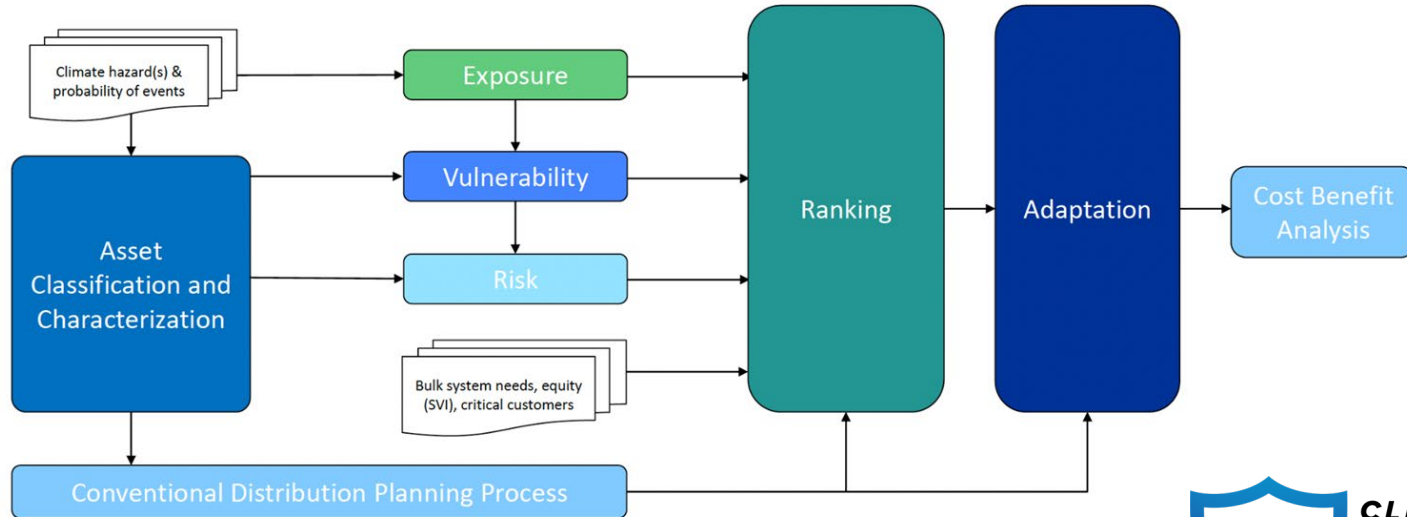 Climate hazard(s) &
probability of events
Exposure
Vulnerability
Risk
Asset
Classification and
Characterization
Bulk system needs, equity
(SVI), critical customers
Conventional Distribution Planning Process
Ranking
Adaptation
Cost Benefit
Analysis